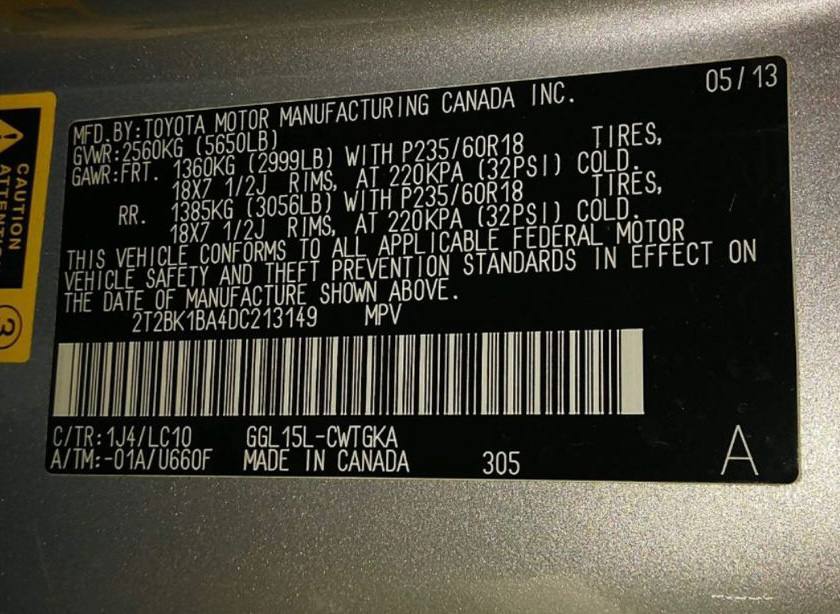 05/13
MFD.BY:TOYOTA MOTOR MANUFACTURING CANADA INC.
GVWR:2560KG (5650LB)
GAWR:FRT. 1360KG (2999LB) WITH P235/60R18 TIRES,
18X7 1/2J RIMS, AT 220KPA (32PSI) COLD.
RR. 1385KG (3056LB) WITH P235/60R18 TIRES,
18X7 1/2J RIMS, AT 220KPA (32PSI) COLD.
THIS VEHICLE CONFORMS TO ALL APPLICABLE FEDERAL MOTOR
VEHICLE SAFETY AND THEFT PREVENTION STANDARDS IN EFFECT ON
THE DATE OF MANUFACTURE SHOWN ABOVE.
2T2BK1BA4DC213149 MPV
C/TR:1J4/LC10 GGL15L-CWTGKA
A/TM:-01A/U660F MADE IN CANADA 305
A
CAUTION
3